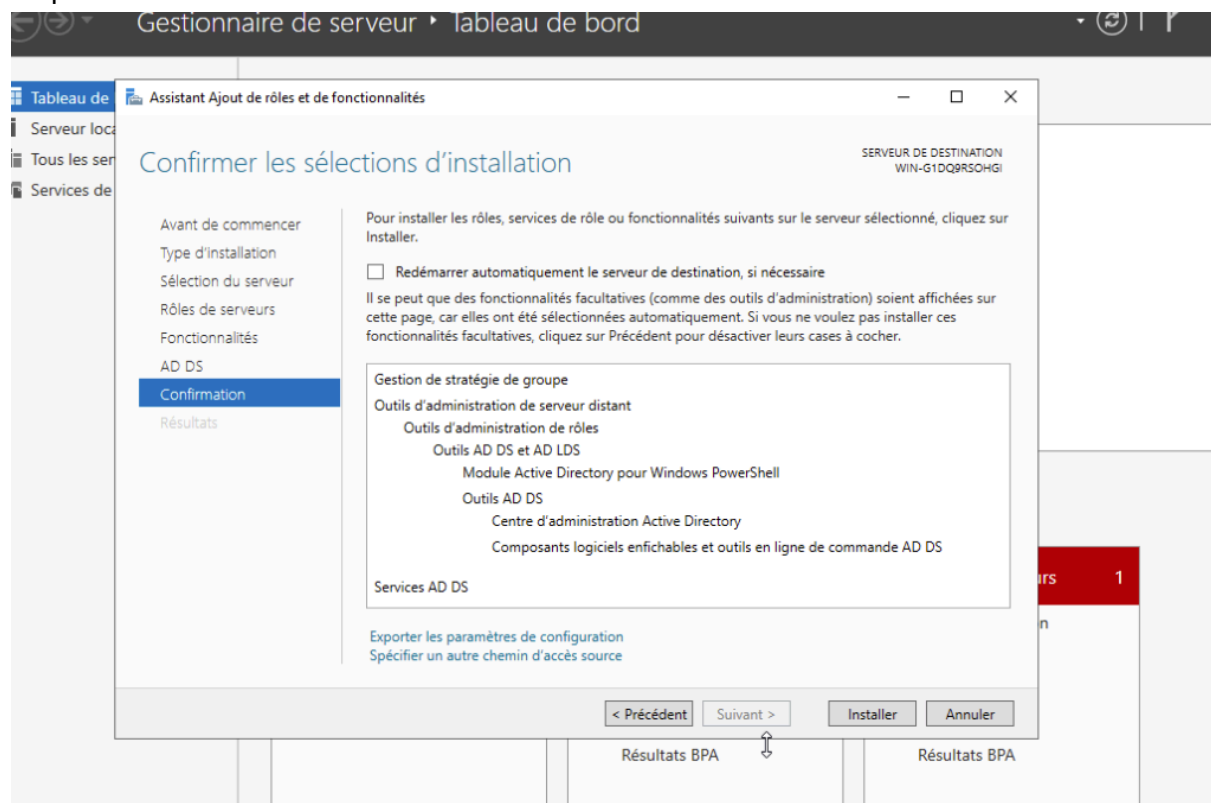 Gestionnaire de serveur ‣ Tableau de bord
Tableau de
Serveur loca
Tous les ser
Services de
Assistant Ajout de rôles et de fonctionnalités
Confirmer les sélections d'installation
SERVEUR DE DESTINATION
WIN-G1DQ9RSOHGI
Avant de commencer
Type d'installation
Sélection du serveur
Rôles de serveurs
Fonctionnalités
AD DS
Confirmation
Résultats
Pour installer les rôles, services de rôle ou fonctionnalités suivants sur le serveur sélectionné, cliquez sur
Installer.
Redémarrer automatiquement le serveur de destination, si nécessaire
Il se peut que des fonctionnalités facultatives (comme des outils d'administration) soient affichées sur
cette page, car elles ont été sélectionnées automatiquement. Si vous ne voulez pas installer ces
fonctionnalités facultatives, cliquez sur Précédent pour désactiver leurs cases à cocher.
Gestion de stratégie de groupe
Outils d'administration de serveur distant
Outils d'administration de rôles
Outils AD DS et AD LDS
Module Active Directory pour Windows PowerShell
Outils AD DS
Centre d'administration Active Directory
Composants logiciels enfichables et outils en ligne de commande AD DS
Services AD DS
Exporter les paramètres de configuration
Spécifier un autre chemin d'accès source
< Précédent Suivant > Installer Annuler
urs 1
n
Résultats BPA Résultats BPA